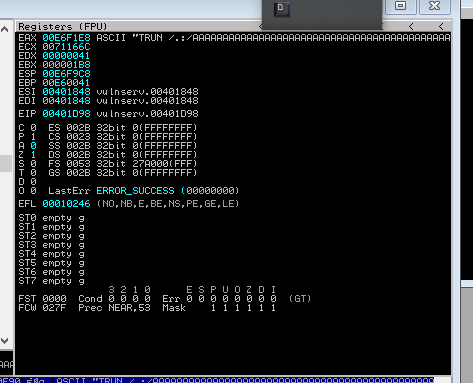 D
Registers (FPU) < < <
EAX 00E6F1E8 ASCII "TRUN /.:/AAAAAAAAAAAAAAAAAAAAAAAAAAAAAAAAAAAA
ECX 0071166C
EDX 00000041
EBX 000001B8
ESP 00E6F9C8
EBP 00E60041
ESI 00401848 vulnserv.00401848
EDI 00401848 vulnserv.00401848
EIP 00401D98 vulnserv.00401D98
C 0 ES 002B 32bit 0(FFFFFFFF)
P 1 CS 0023 32bit 0(FFFFFFFF)
A 0 SS 002B 32bit 0(FFFFFFFF)
Z 1 DS 002B 32bit 0(FFFFFFFF)
S 0 FS 0053 32bit 27A000(FFF)
T 0 GS 002B 32bit 0(FFFFFFFF)
D 0
O 0 LastErr ERROR_SUCCESS (00000000)
EFL 00010246 (NO,NB,E,BE,NS,PE,GE,LE)
ST0 empty g
ST1 empty g
ST2 empty g
ST3 empty g
ST4 empty g
ST5 empty g
ST6 empty g
ST7 empty g
3 2 1 0 E S P U O Z D I
FST 0000 Cond 0 0 0 0 Err 0 0 0 0 0 0 0 0 (GT)
FCW 027F Prec NEAR,53 Mask 1 1 1 1 1 1